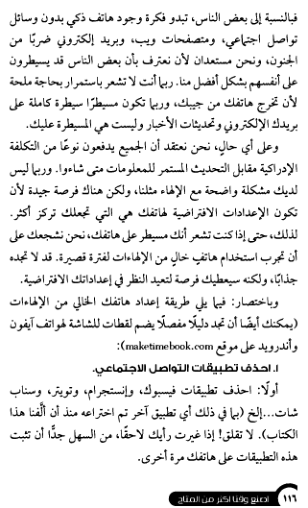 فبالنسبة إلى بعض الناس، تبدو فكرة وجود هاتف ذكي بدون وسائل
تواصل اجتماعي، ومتصفحات ويب، وبريد إلكتروني ضربًا من
الجنون، ونحن مستعدان لأن نعترف بأن بعض الناس قد يسيطرون
على أنفسهم بشكل أفضل منا. ربما أنت لا تشعر باستمرار بحاجة ملحة
لأن تخرج هاتفك من جيبك، وربما تكون مسيطرًا سيطرة كاملة على
بريدك الإلكتروني وتحديثات الأخبار وليست هي المسيطرة عليك.
وعلى أي حالٍ، نحن نعتقد أن الجميع يدفعون نوعًا من التكلفة
الإدراكية مقابل التحديث المستمر للمعلومات متى شاءوا. وربما ليس
لديك مشكلة واضحة مع الإلهاء مثلنا، ولكن هناك فرصة جيدة لأن
تكون الإعدادات الافتراضية لهاتفك هي التي تجعلك تركز أكثر.
لذلك، حتى إذا كنت تشعر أنك مسيطر على هاتفك، نحن نشجعك على
أن تجرب استخدام هاتفٍ خالٍ من الإلهاءات لفترة قصيرة. قد لا تجده
جذابًا، ولكنه سيعطيك فرصة لتعيد النظر في إعداداتك الافتراضية.
وباختصار: فيما يلي طريقة إعداد هاتفك الخالي من الإلهاءات
(يمكنك أيضًا أن تجد دليلًا مفصلًا يضم لقطات للشاشة لهواتف آيفون
وأندرويد على موقع maketimebook.com):
١. احذف تطبيقات التواصل الاجتماعي.
أولًا: احذف تطبيقات فيسبوك، وإنستجرام، وتويتر، وسناب
شات...إلخ (بما في ذلك أي تطبيق آخر تم اختراعه منذ أن ألَّفنا هذا
الكتاب). لا تقلق! إذا غيرت رأيك لاحقًا، من السهل جدًّا أن تثبت
هذه التطبيقات على هاتفك مرة أخرى.
١١٦ اصنع وقتا أكثر من المتاح